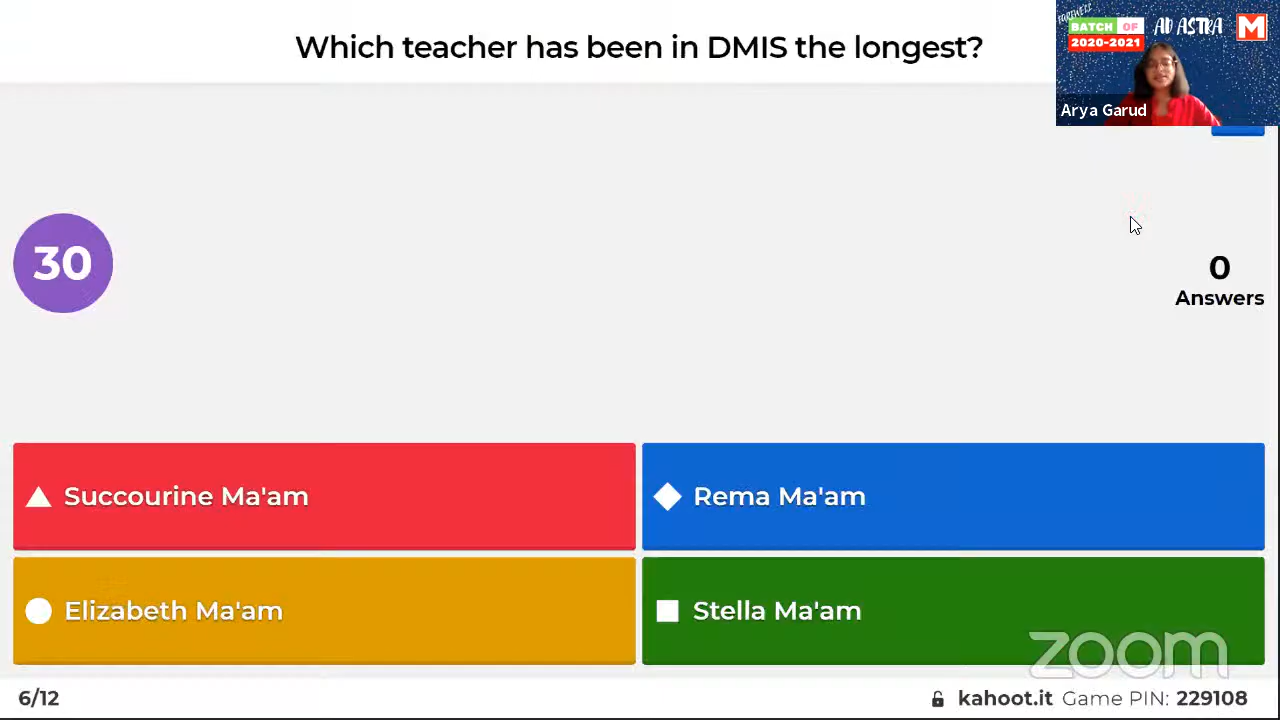 Which teacher has been in DMIS the longest?
FAREWELL
BATCH OF
2020-2021
AD ASTRA
M
Arya Garud
30
0
Answers
Succourine Ma'am
Rema Ma'am
Elizabeth Ma'am
Stella Ma'am
zoom
6/12
kahoot.it Game PIN: 229108